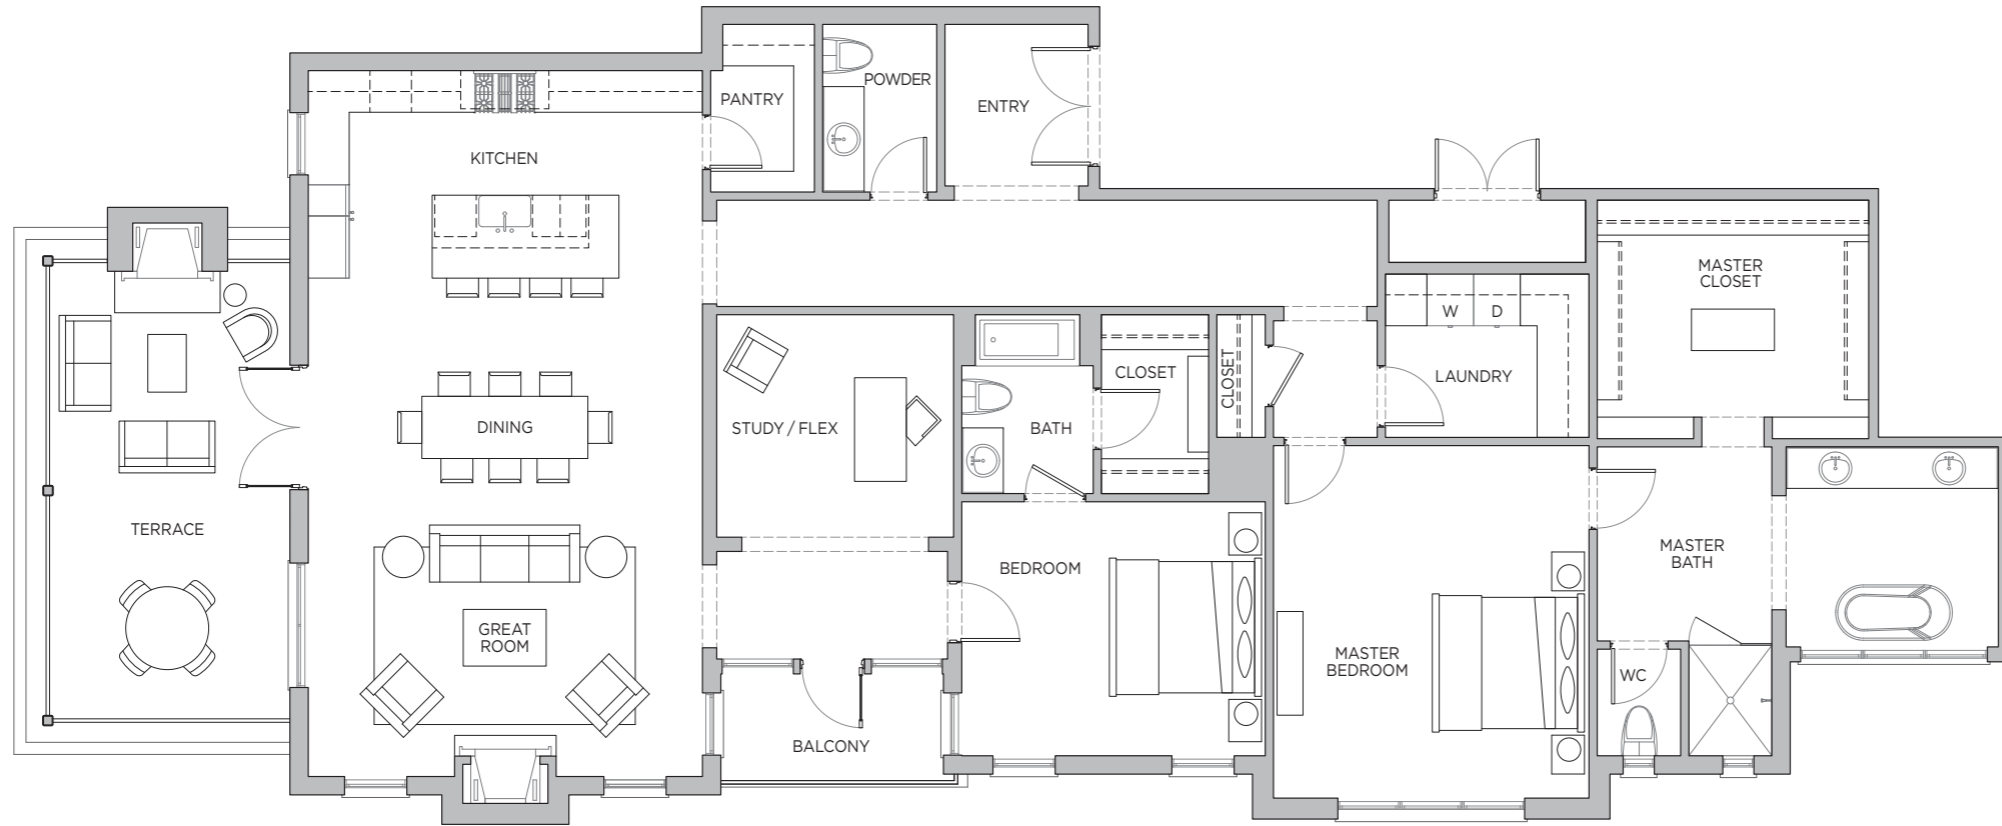 POWDER
PANTRY
ENTRY
KITCHEN
MASTER
CLOSET
W
D
CLOSET
CLOSET
LAUNDRY
DINING
STUDY / FLEX
BATH
TERRACE
MASTER
BATH
BEDROOM
GREAT
ROOM
MASTER
BEDROOM
WC
BALCONY